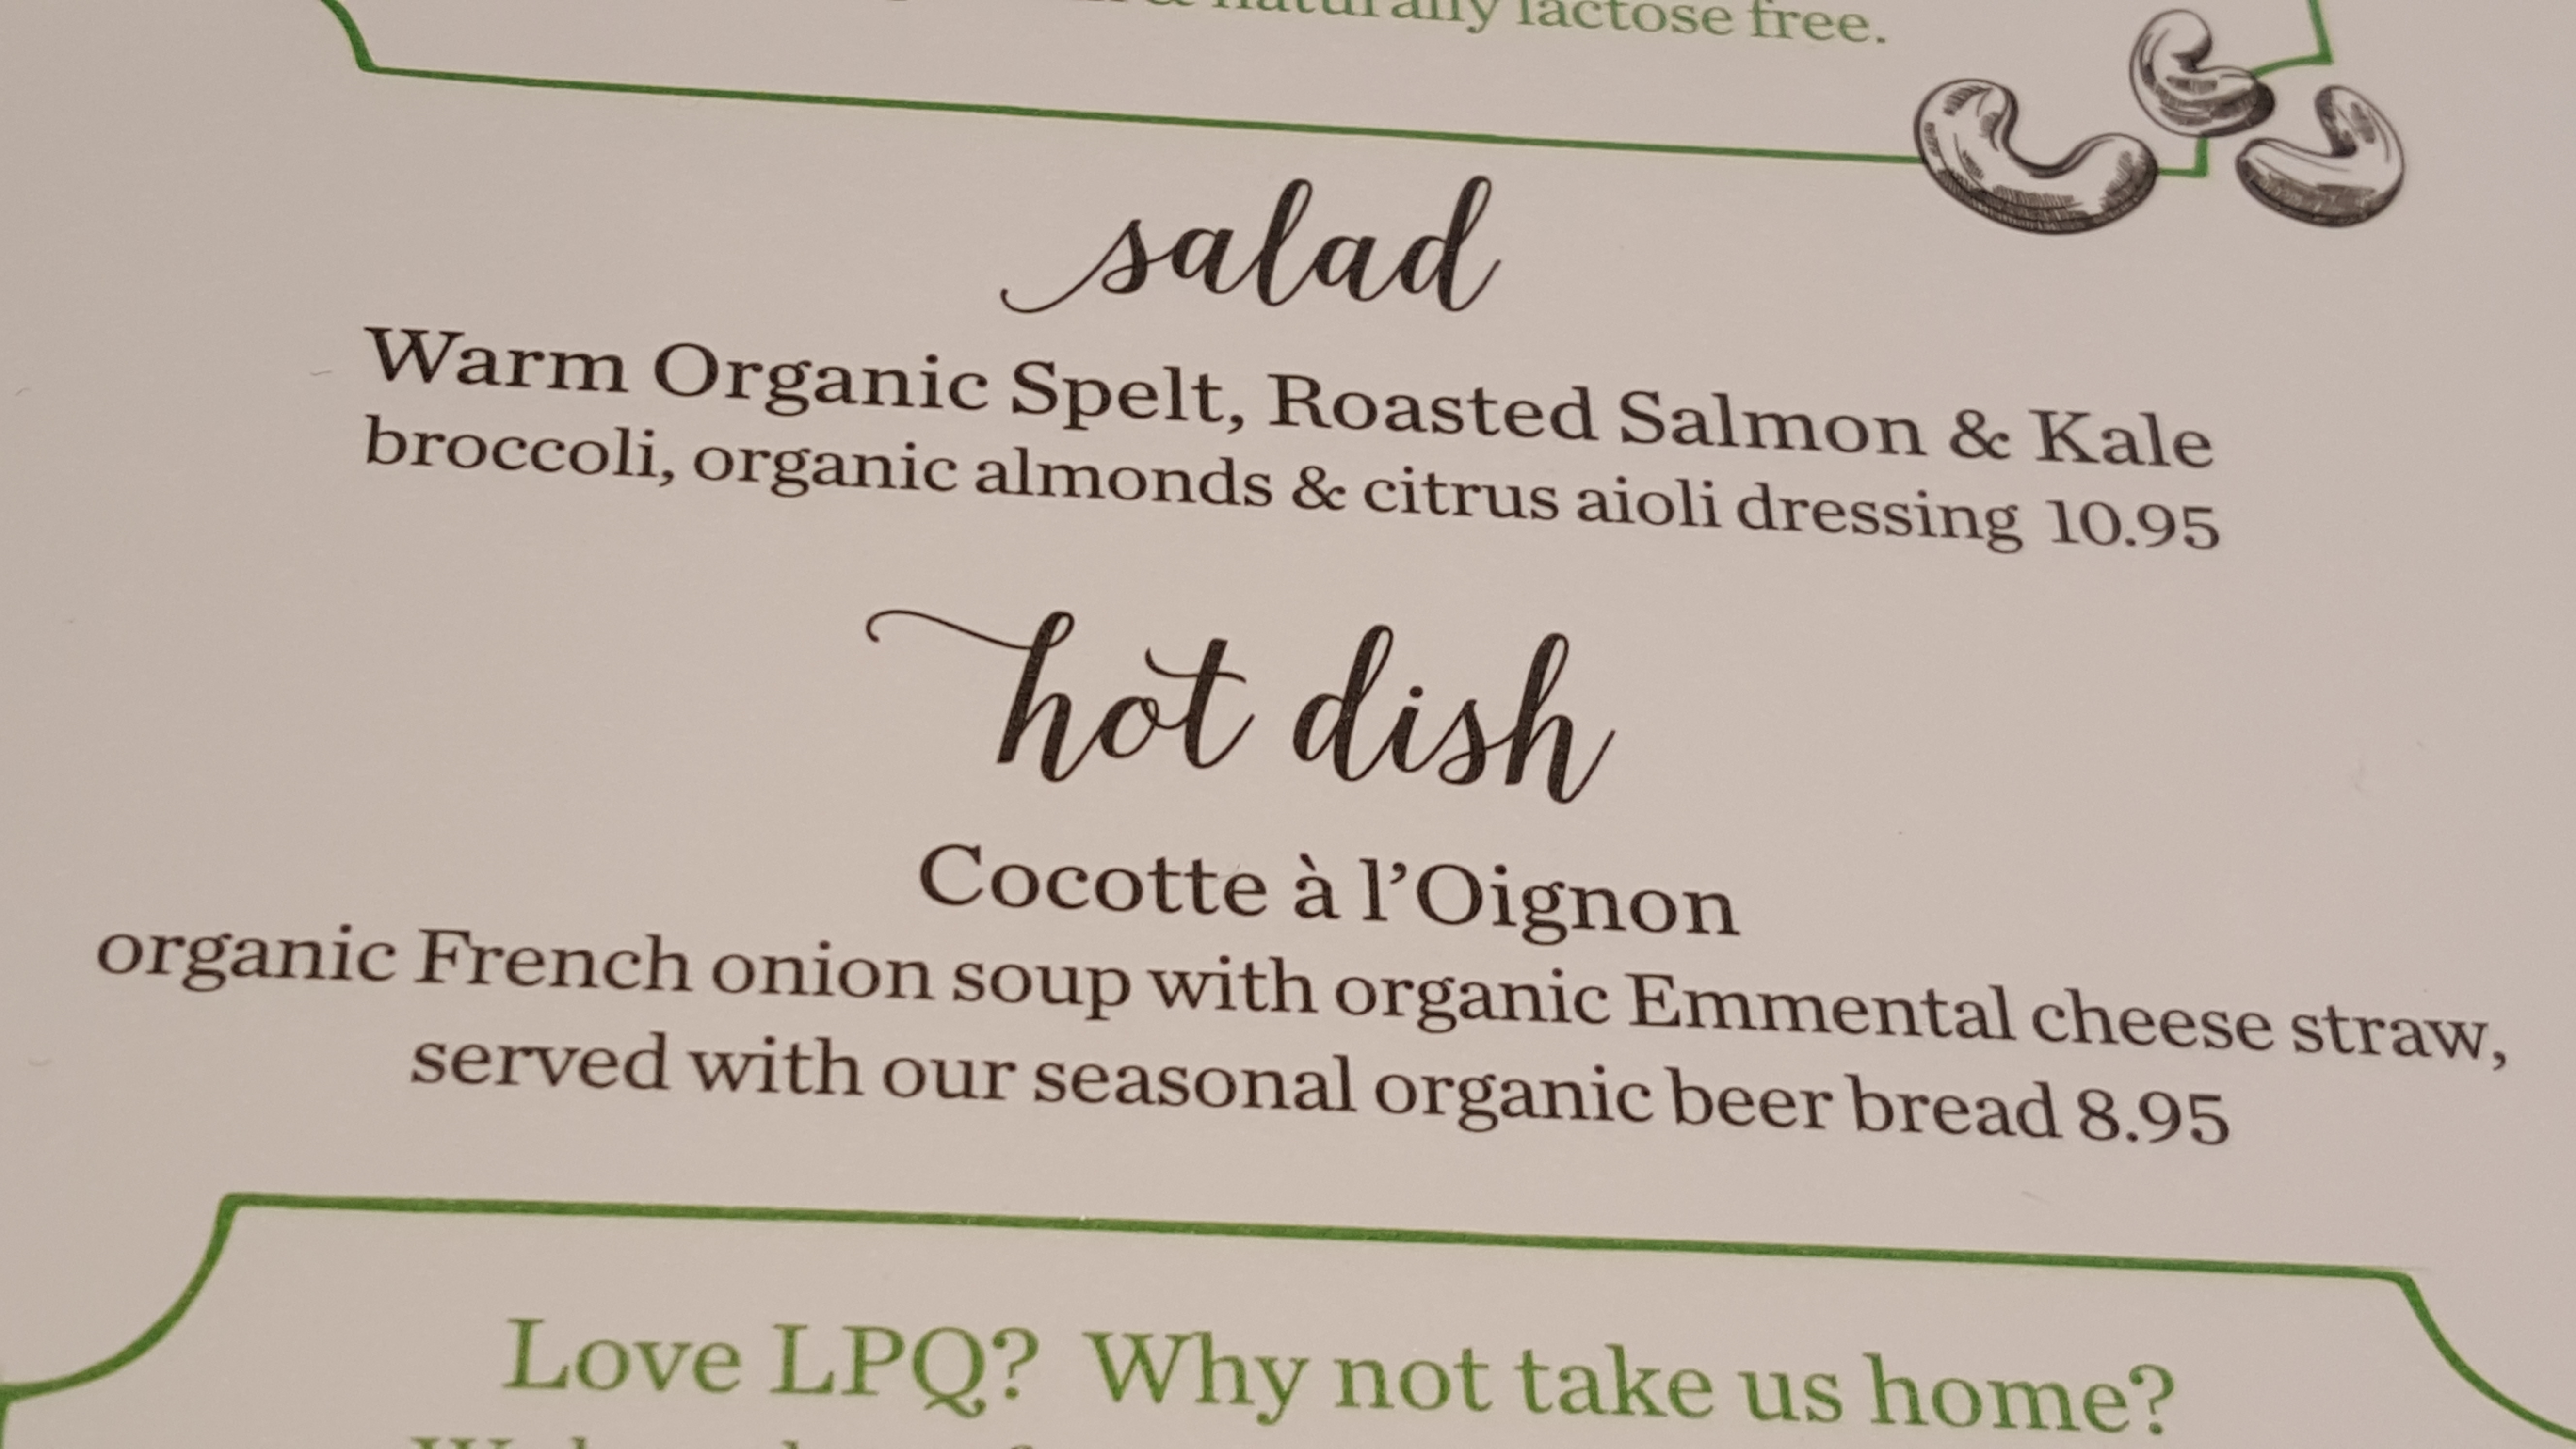 naturally lactose free.
salad
Warm Organic Spelt, Roasted Salmon & Kale
broccoli, organic almonds & citrus aioli dressing 10.95
hot dish
Cocotte à l’Oignon
organic French onion soup with organic Emmental cheese straw,
served with our seasonal organic beer bread 8.95
Love LPQ? Why not take us home?